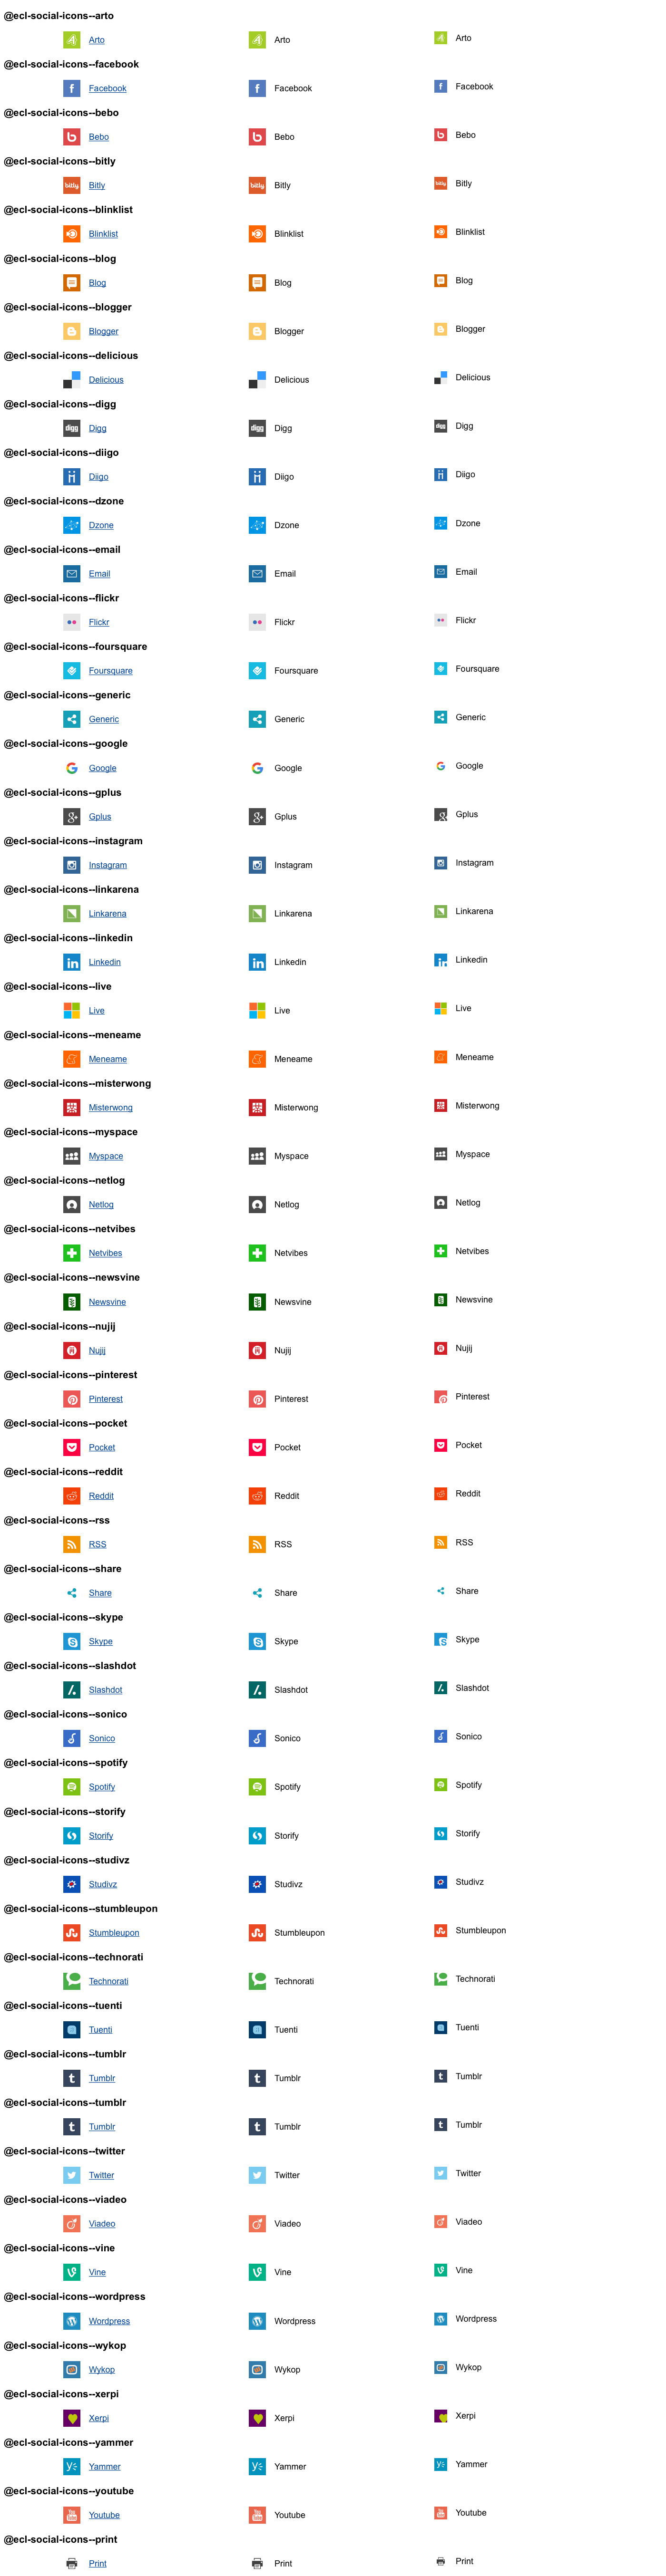 @ecl-social-icons--arto
Arto Arto Arto
@ecl-social-icons--facebook
Facebook Facebook Facebook
@ecl-social-icons--bebo
Bebo Bebo Bebo
@ecl-social-icons--bitly
bitly Bitly bitly Bitly bitly Bitly
@ecl-social-icons--blinklist
Blinklist Blinklist Blinklist
@ecl-social-icons--blog
Blog Blog Blog
@ecl-social-icons--blogger
Blogger Blogger Blogger
@ecl-social-icons--delicious
Delicious Delicious Delicious
@ecl-social-icons--digg
digg Digg digg Digg digg Digg
@ecl-social-icons--diigo
Diigo Diigo Diigo
@ecl-social-icons--dzone
Dzone Dzone Dzone
@ecl-social-icons--email
Email Email Email
@ecl-social-icons--flickr
Flickr Flickr Flickr
@ecl-social-icons--foursquare
Foursquare Foursquare Foursquare
@ecl-social-icons--generic
Generic Generic Generic
@ecl-social-icons--google
Google Google Google
@ecl-social-icons--gplus
Gplus Gplus Gplus
@ecl-social-icons--instagram
Instagram Instagram Instagram
@ecl-social-icons--linkarena
Linkarena Linkarena Linkarena
@ecl-social-icons--linkedin
in Linkedin in Linkedin in Linkedin
@ecl-social-icons--live
Live Live Live
@ecl-social-icons--meneame
Meneame Meneame Meneame
@ecl-social-icons--misterwong
Misterwong Misterwong Misterwong
@ecl-social-icons--myspace
Myspace Myspace Myspace
@ecl-social-icons--netlog
Netlog Netlog Netlog
@ecl-social-icons--netvibes
Netvibes Netvibes Netvibes
@ecl-social-icons--newsvine
Newsvine Newsvine Newsvine
@ecl-social-icons--nujij
Nujij Nujij Nujij
@ecl-social-icons--pinterest
Pinterest Pinterest Pinterest
@ecl-social-icons--pocket
Pocket Pocket Pocket
@ecl-social-icons--reddit
Reddit Reddit Reddit
@ecl-social-icons--rss
RSS RSS RSS
@ecl-social-icons--share
Share Share Share
@ecl-social-icons--skype
Skype Skype Skype
@ecl-social-icons--slashdot
Slashdot Slashdot Slashdot
@ecl-social-icons--sonico
Sonico Sonico Sonico
@ecl-social-icons--spotify
Spotify Spotify Spotify
@ecl-social-icons--storify
Storify Storify Storify
@ecl-social-icons--studivz
Studivz Studivz Studivz
@ecl-social-icons--stumbleupon
Stumbleupon Stumbleupon Stumbleupon
@ecl-social-icons--technorati
Technorati Technorati Technorati
@ecl-social-icons--tuenti
Tuenti Tuenti Tuenti
@ecl-social-icons--tumblr
Tumblr Tumblr Tumblr
@ecl-social-icons--tumblr
Tumblr Tumblr Tumblr
@ecl-social-icons--twitter
Twitter Twitter Twitter
@ecl-social-icons--viadeo
Viadeo Viadeo Viadeo
@ecl-social-icons--vine
Vine Vine Vine
@ecl-social-icons--wordpress
Wordpress Wordpress Wordpress
@ecl-social-icons--wykop
Wykop Wykop Wykop
@ecl-social-icons--xerpi
Xerpi Xerpi Xerpi
@ecl-social-icons--yammer
Yammer Yammer Yammer
@ecl-social-icons--youtube
Youtube Youtube Youtube
@ecl-social-icons--print
Print Print Print